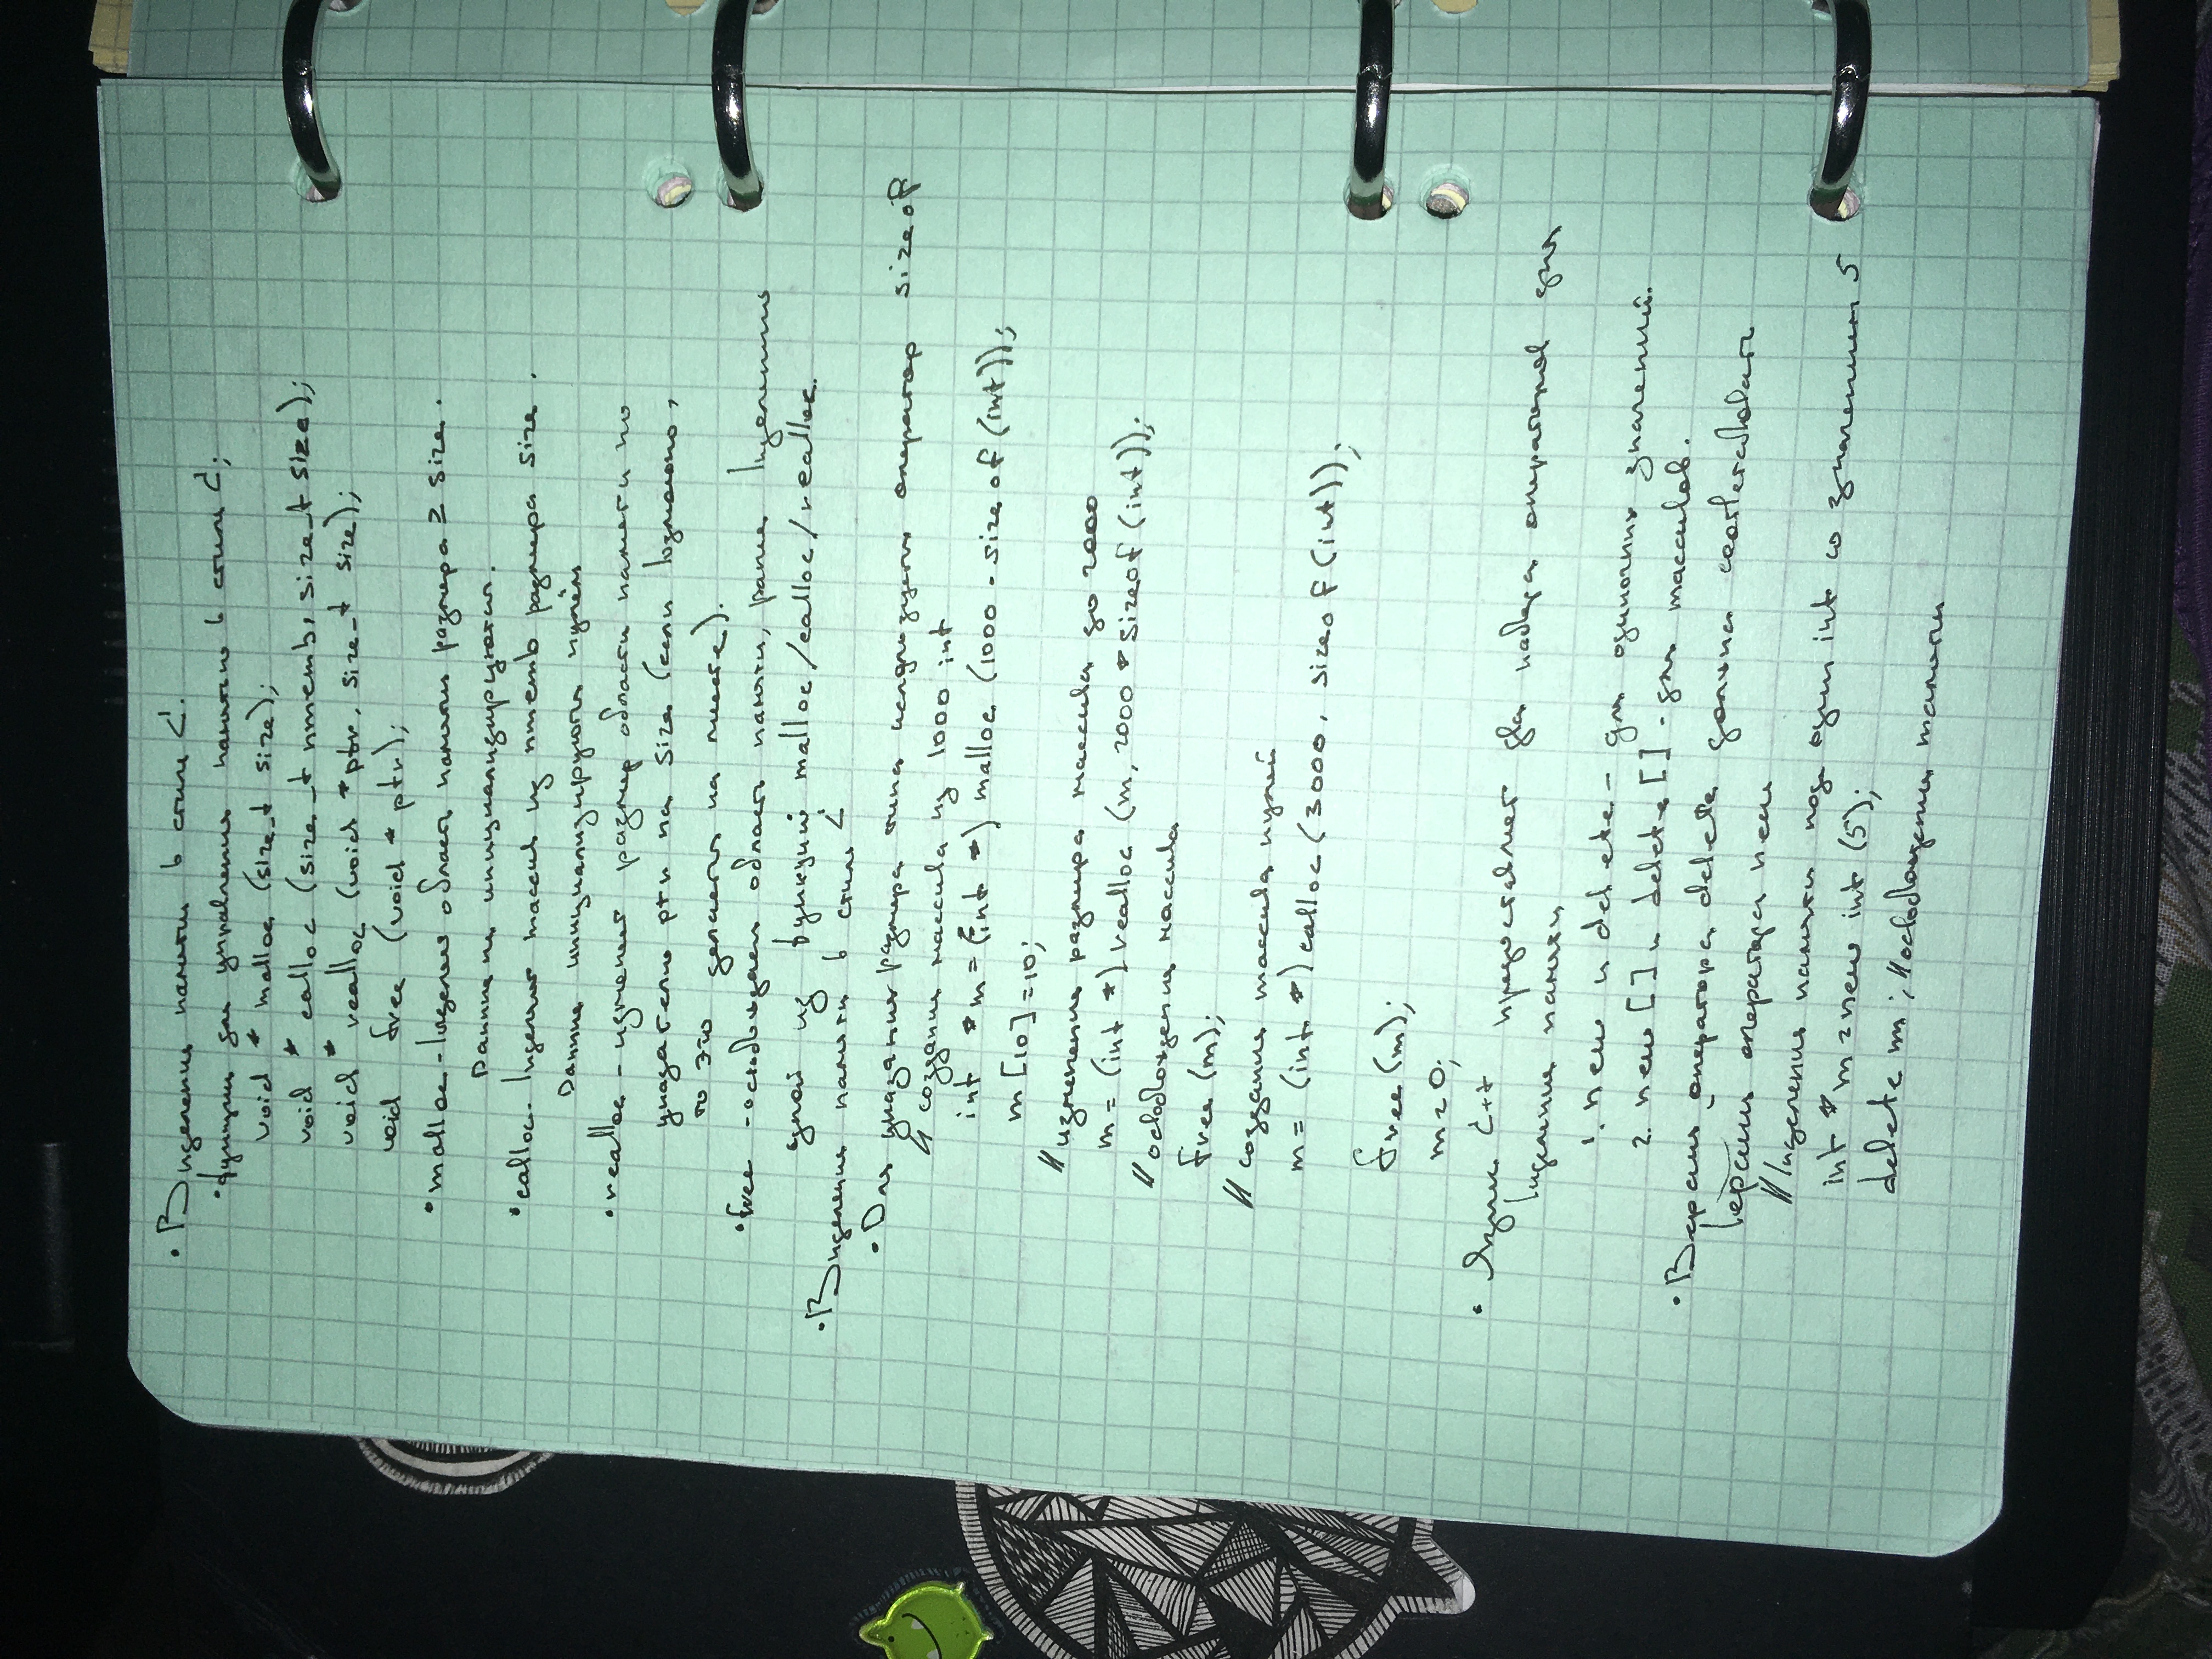 • Выделение памяти в стиле C.
• функции для управления памятью в стиле C;
void * malloc (size_t size);
void * calloc (size_t nmemb, size_t size);
void * realloc (void *ptr, size_t size);
void free (void * ptr);
• malloc - выделяет область памяти размера ≥ size.
Данные не инициализируются.
• calloc - выделяет массив из nmemb размера size.
Данные инициализируются нулём
• realloc - изменяет размер области памяти по
указателю ptr на size (если возможно,
то это делается на месте).
• free - освобождает область памяти, ранее выделенную
одной из функций malloc/calloc/realloc.
• Выделение памяти в стиле C
• Для указания размера типа используется оператор sizeof
// создание массива из 1000 int
int *m = (int *) malloc (1000 * sizeof (int));
m [10] = 10;
// изменение размера массива до 2000
m = (int *) realloc (m, 2000 * sizeof (int));
// освобождение массива
free (m);
// создание массива нулей
m = (int *) calloc (3000, sizeof (int));
free (m);
m = 0;
• Язык C++ предоставляет два набора операторов для
выделения памяти
1. new и delete - для одиночных значений.
2. new [] и delete [] - для массивов.
• Версия оператора delete должна соответствовать
версии оператора new
// Выделение памяти под один int со значением 5
int *m = new int (5);
delete m; // освобождение памяти